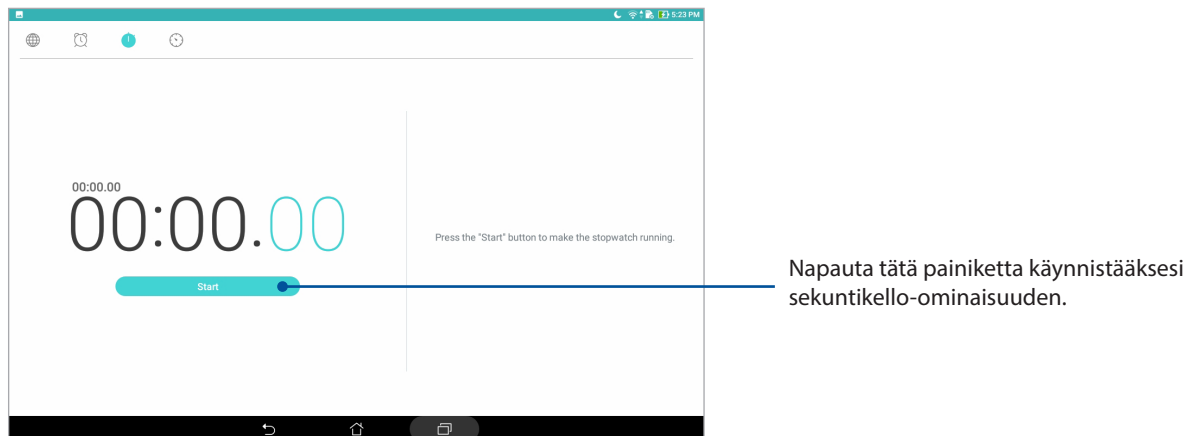 5:23 PM
00:00.00
00:00.00
Press the "Start" button to make the stopwatch running.
Start
Napauta tätä painiketta käynnistääksesi
sekuntikello-ominaisuuden.